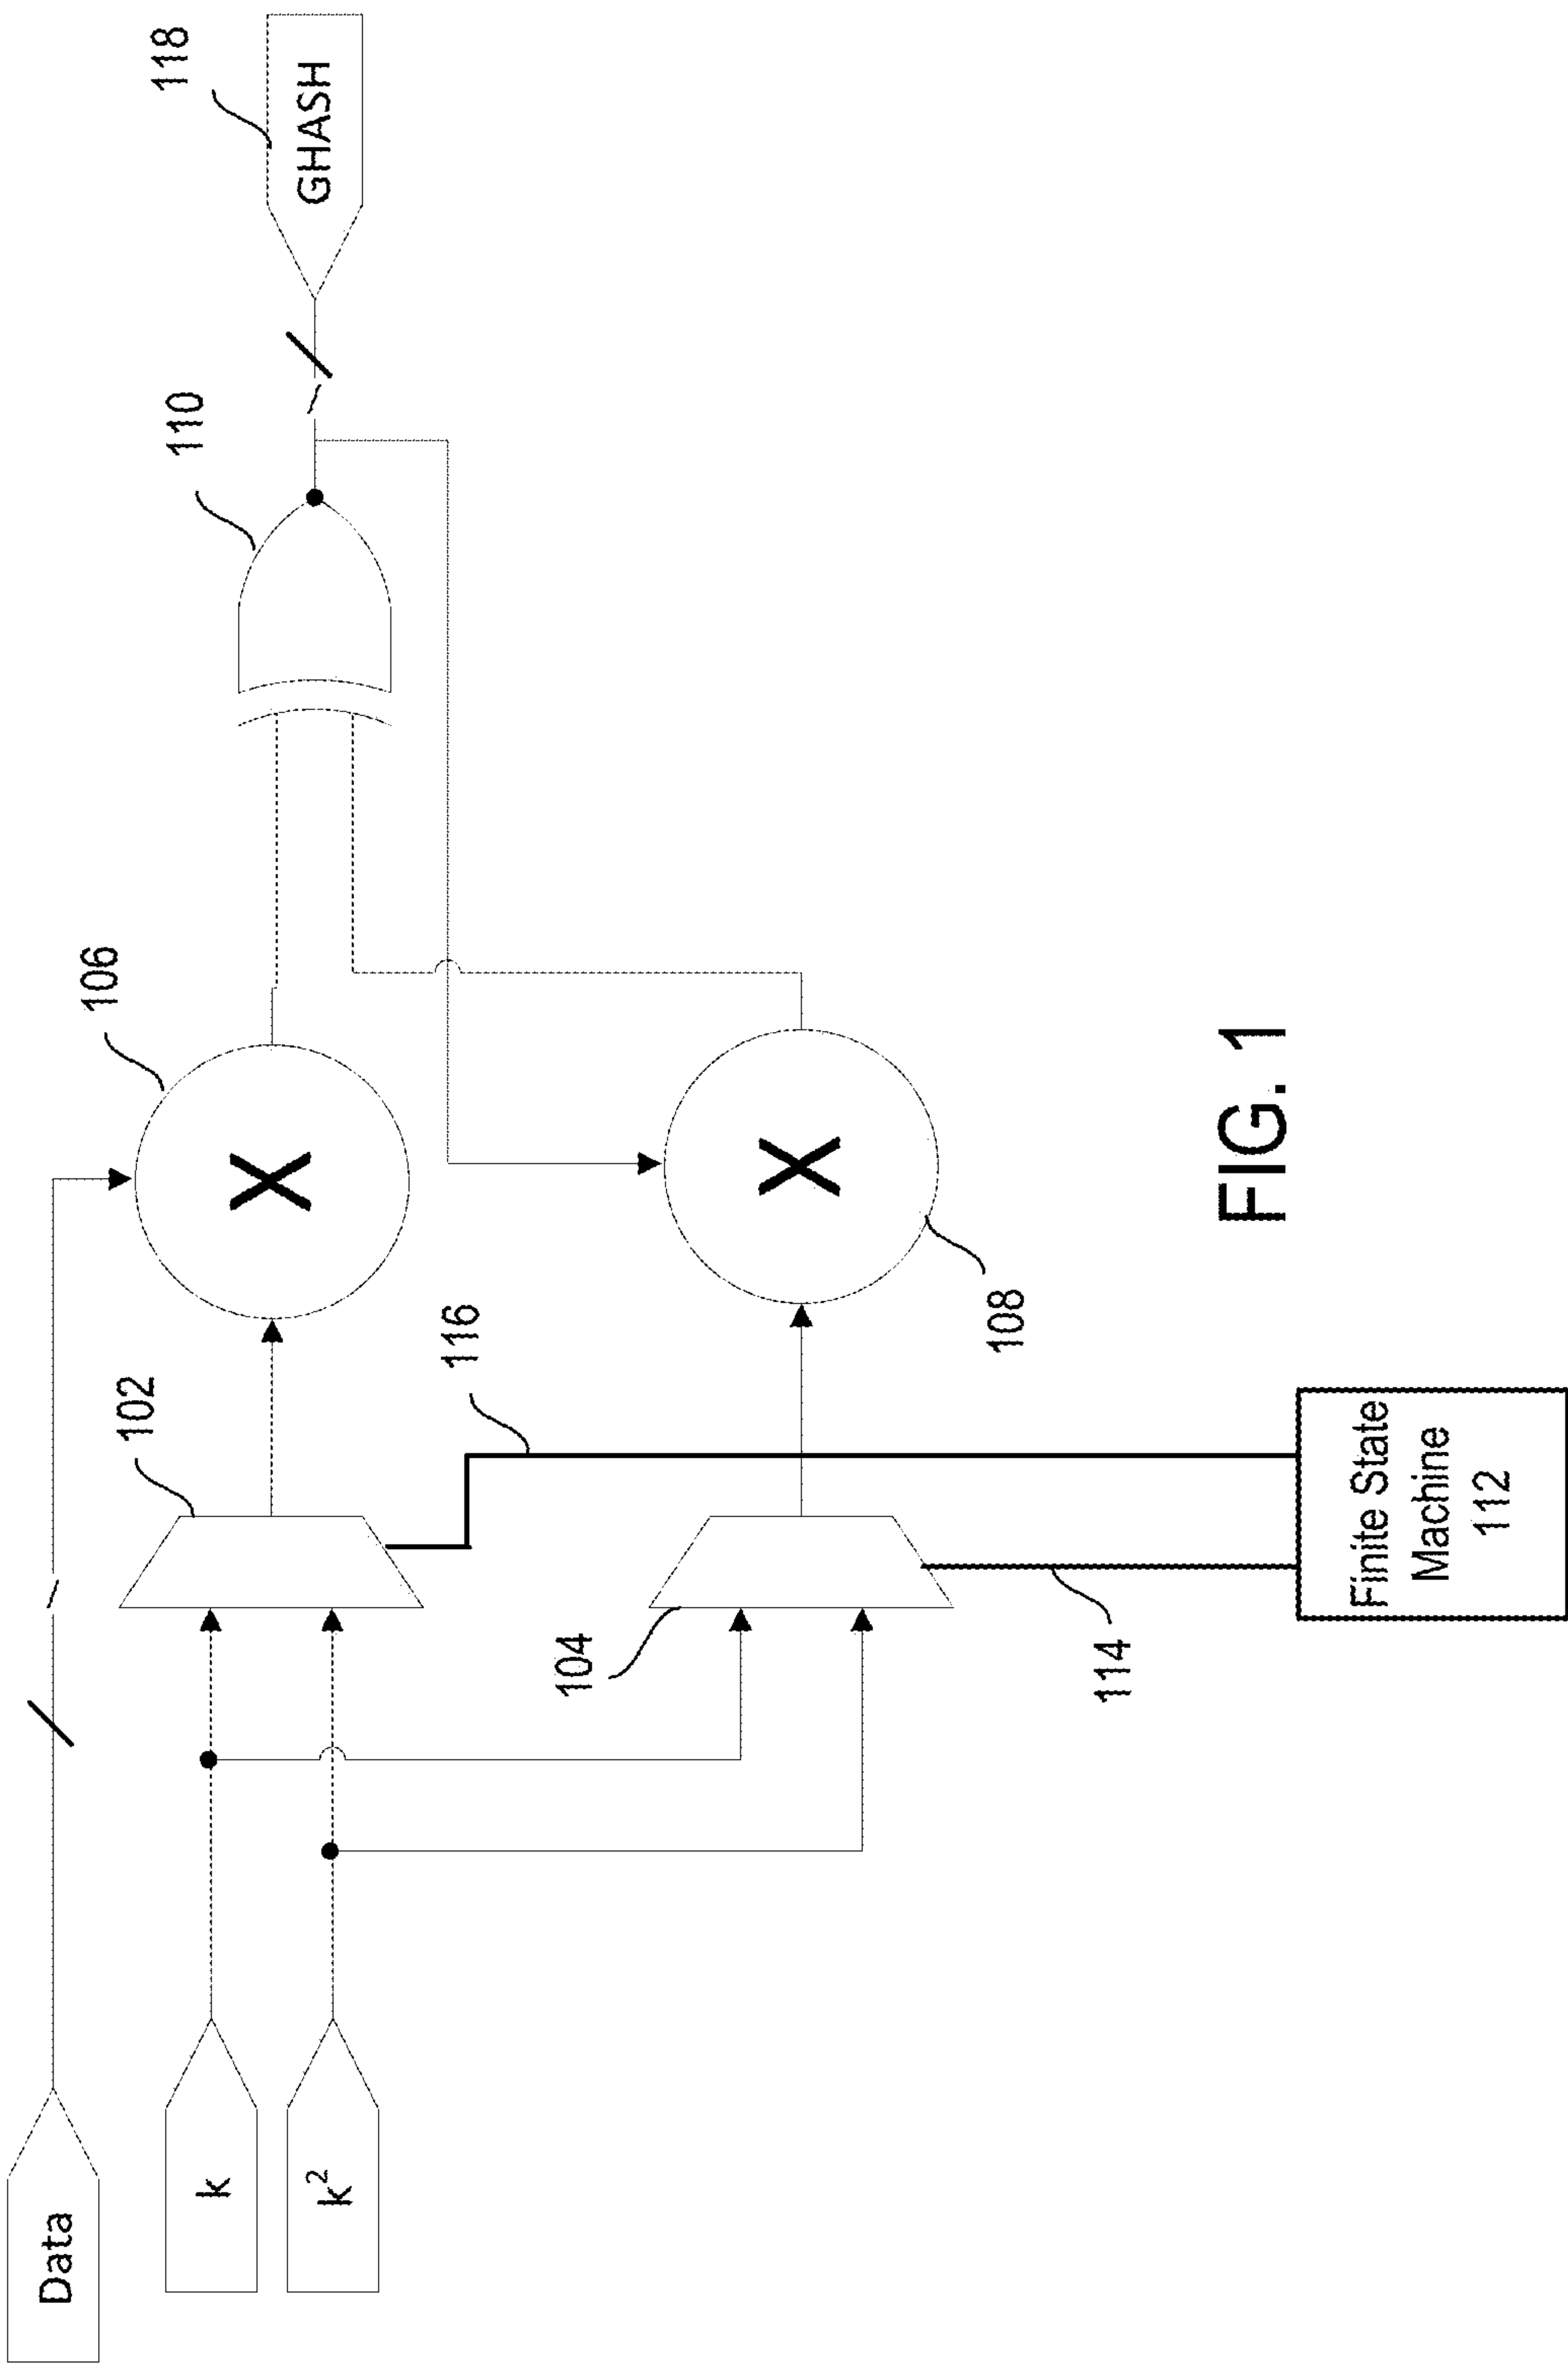 Data
k
k²
102
104
106
108
110
118
GHASH
116
114
Finite State
Machine
112
FIG. 1
X
X